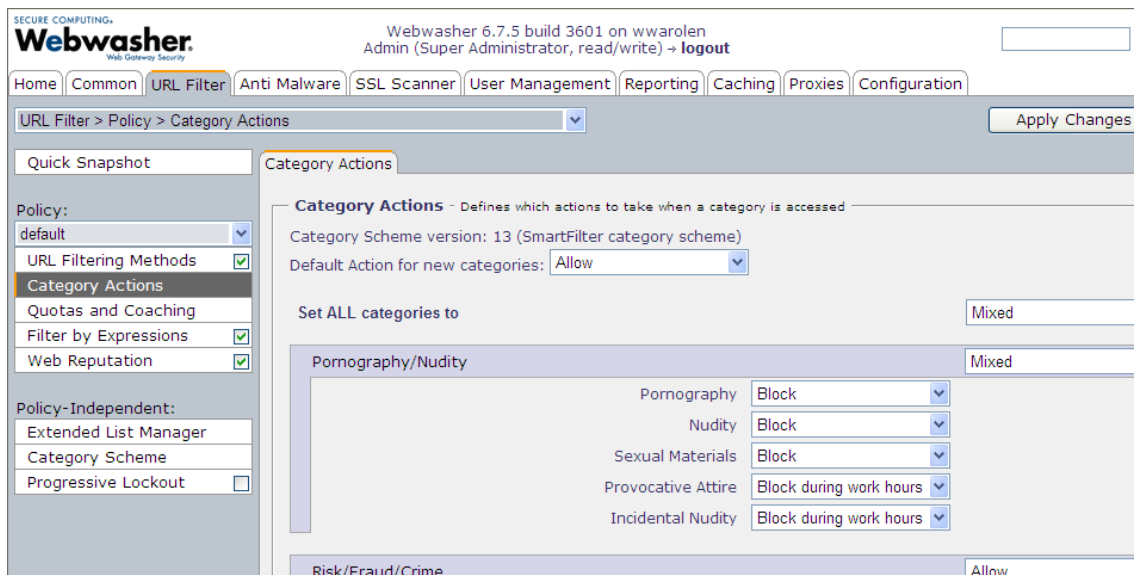 SECURE COMPUTING.
Webwasher.
Web Gateway Security
Webwasher 6.7.5 build 3601 on wwarolen
Admin (Super Administrator, read/write) → logout
Home Common URL Filter Anti Malware SSL Scanner User Management Reporting Caching Proxies Configuration
URL Filter > Policy > Category Actions
Apply Changes
Quick Snapshot
Policy:
default
URL Filtering Methods
Category Actions
Quotas and Coaching
Filter by Expressions
Web Reputation
Policy-Independent:
Extended List Manager
Category Scheme
Progressive Lockout
Category Actions
Category Actions - Defines which actions to take when a category is accessed
Category Scheme version: 13 (SmartFilter category scheme)
Default Action for new categories: Allow
Set ALL categories to Mixed
Pornography/Nudity Mixed
Pornography Block
Nudity Block
Sexual Materials Block
Provocative Attire Block during work hours
Incidental Nudity Block during work hours
Risk/Fraud/Crime Allow